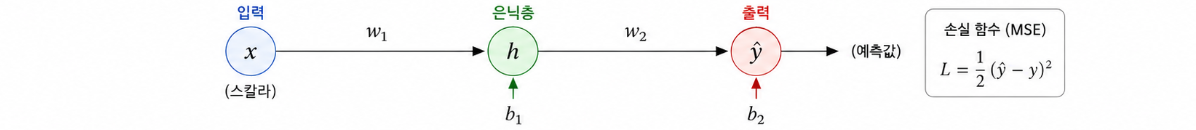 입력
은닉층
출력
x
w₁
h
w₂
ŷ
(예측값)
(스칼라)
b₁
b₂
손실 함수 (MSE)
L = 1/2 (ŷ − y)²